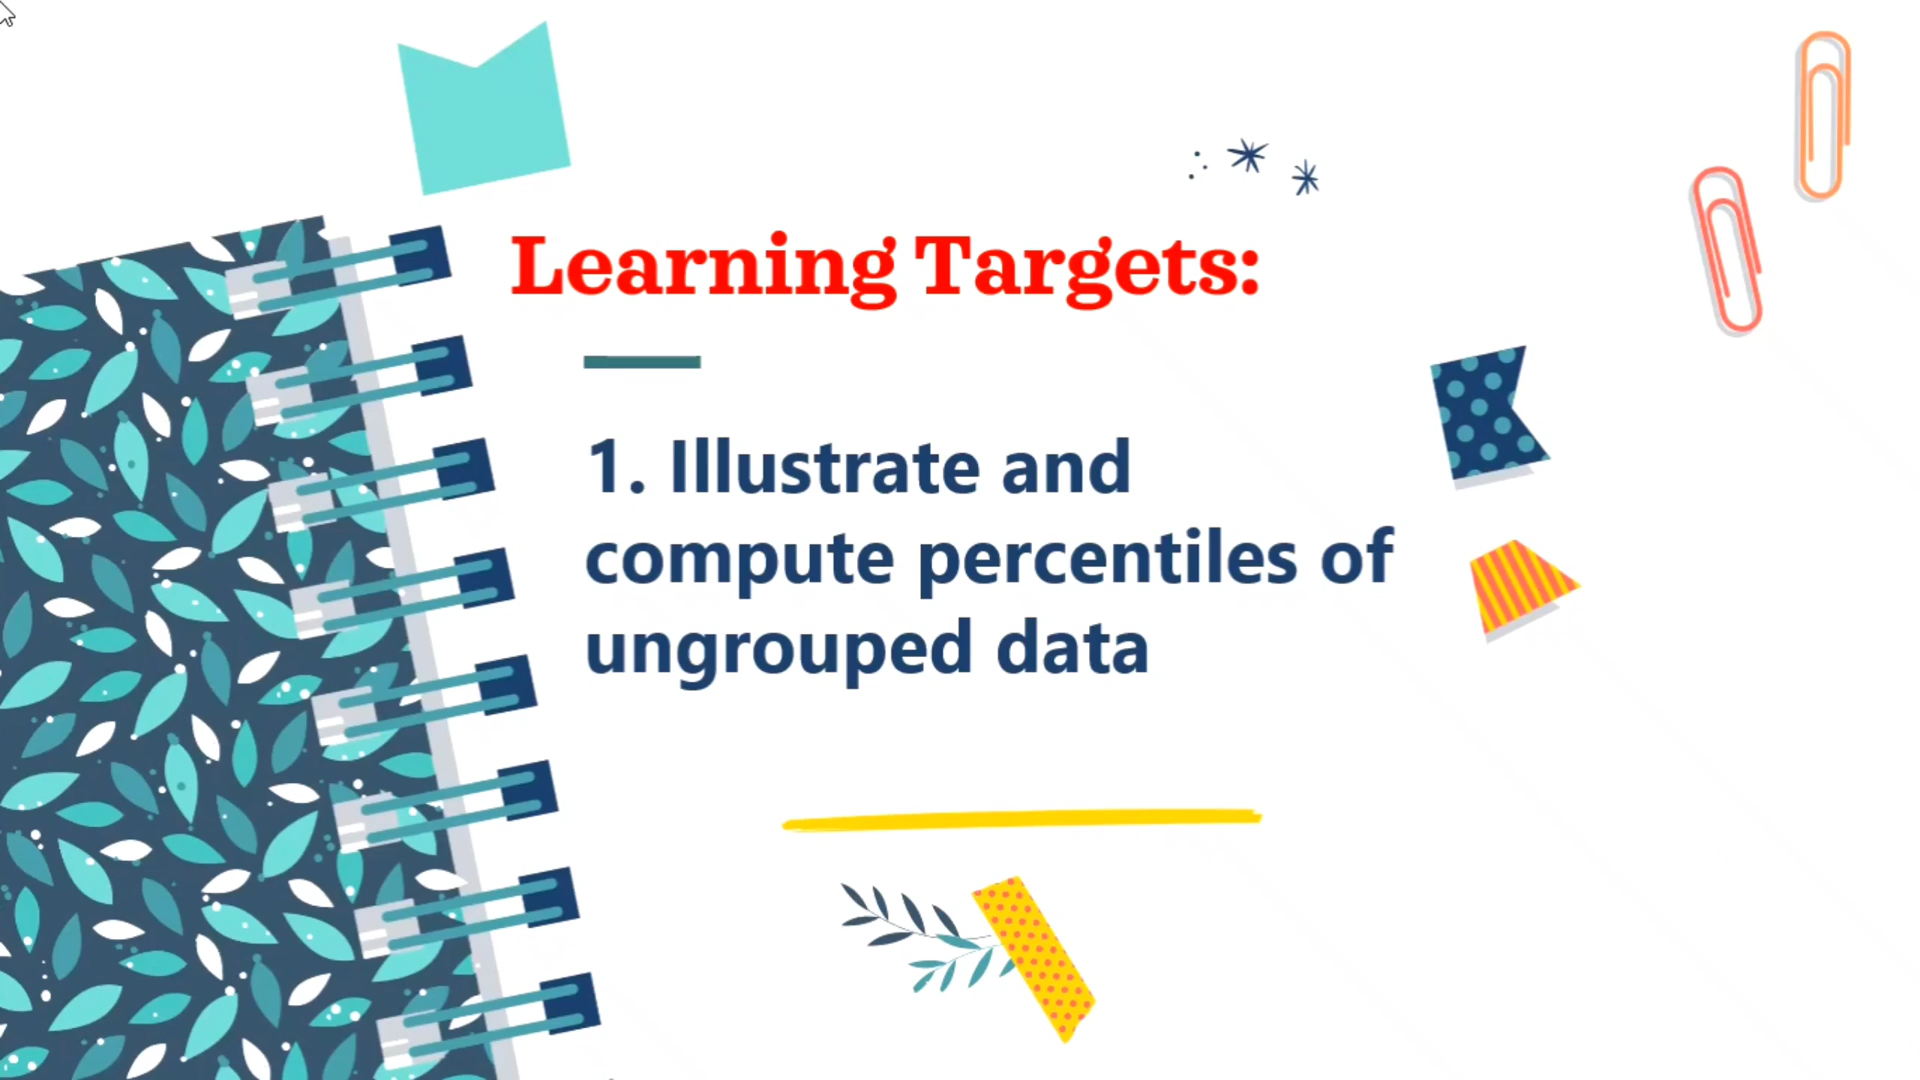 Learning Targets:
1. Illustrate and
compute percentiles of
ungrouped data